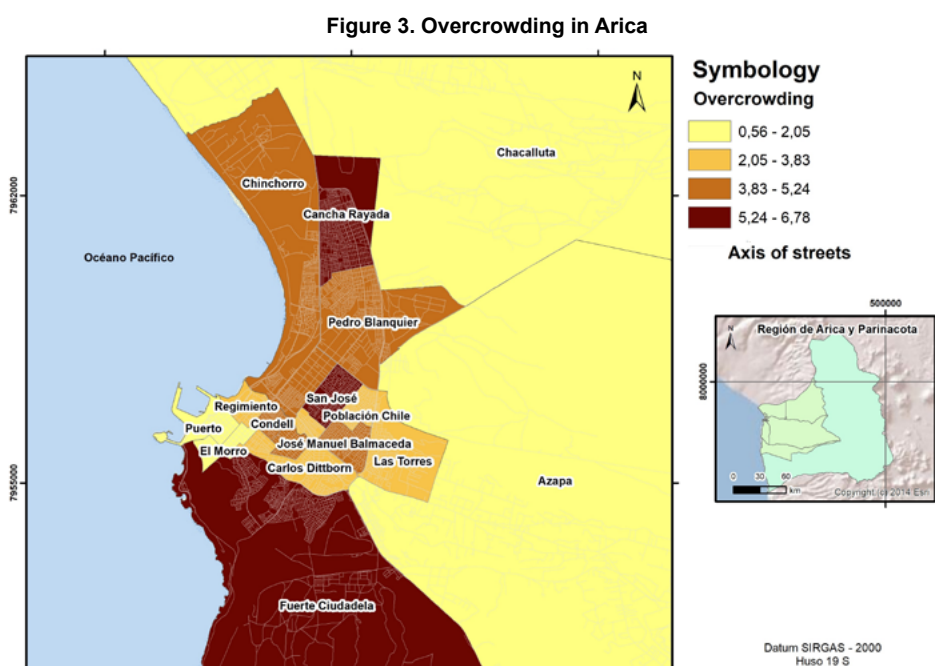 Figure 3. Overcrowding in Arica
N
Chacalluta
Chinchorro
Cancha Rayada
7962000
Océano Pacífico
Pedro Blanquier
San José
Regimiento
Población Chile
Condell
Puerto
José Manuel Balmaceda
El Morro
Las Torres
Carlos Dittborn
Azapa
7955000
Fuerte Ciudadela
Symbology
Overcrowding
0,56 - 2,05
2,05 - 3,83
3,83 - 5,24
5,24 - 6,78
Axis of streets
500000
N
Región de Arica y Parinacota
8000000
0 30 60
km
Copyright (c) 2014 Esri
Datum SIRGAS - 2000
Huso 19 S